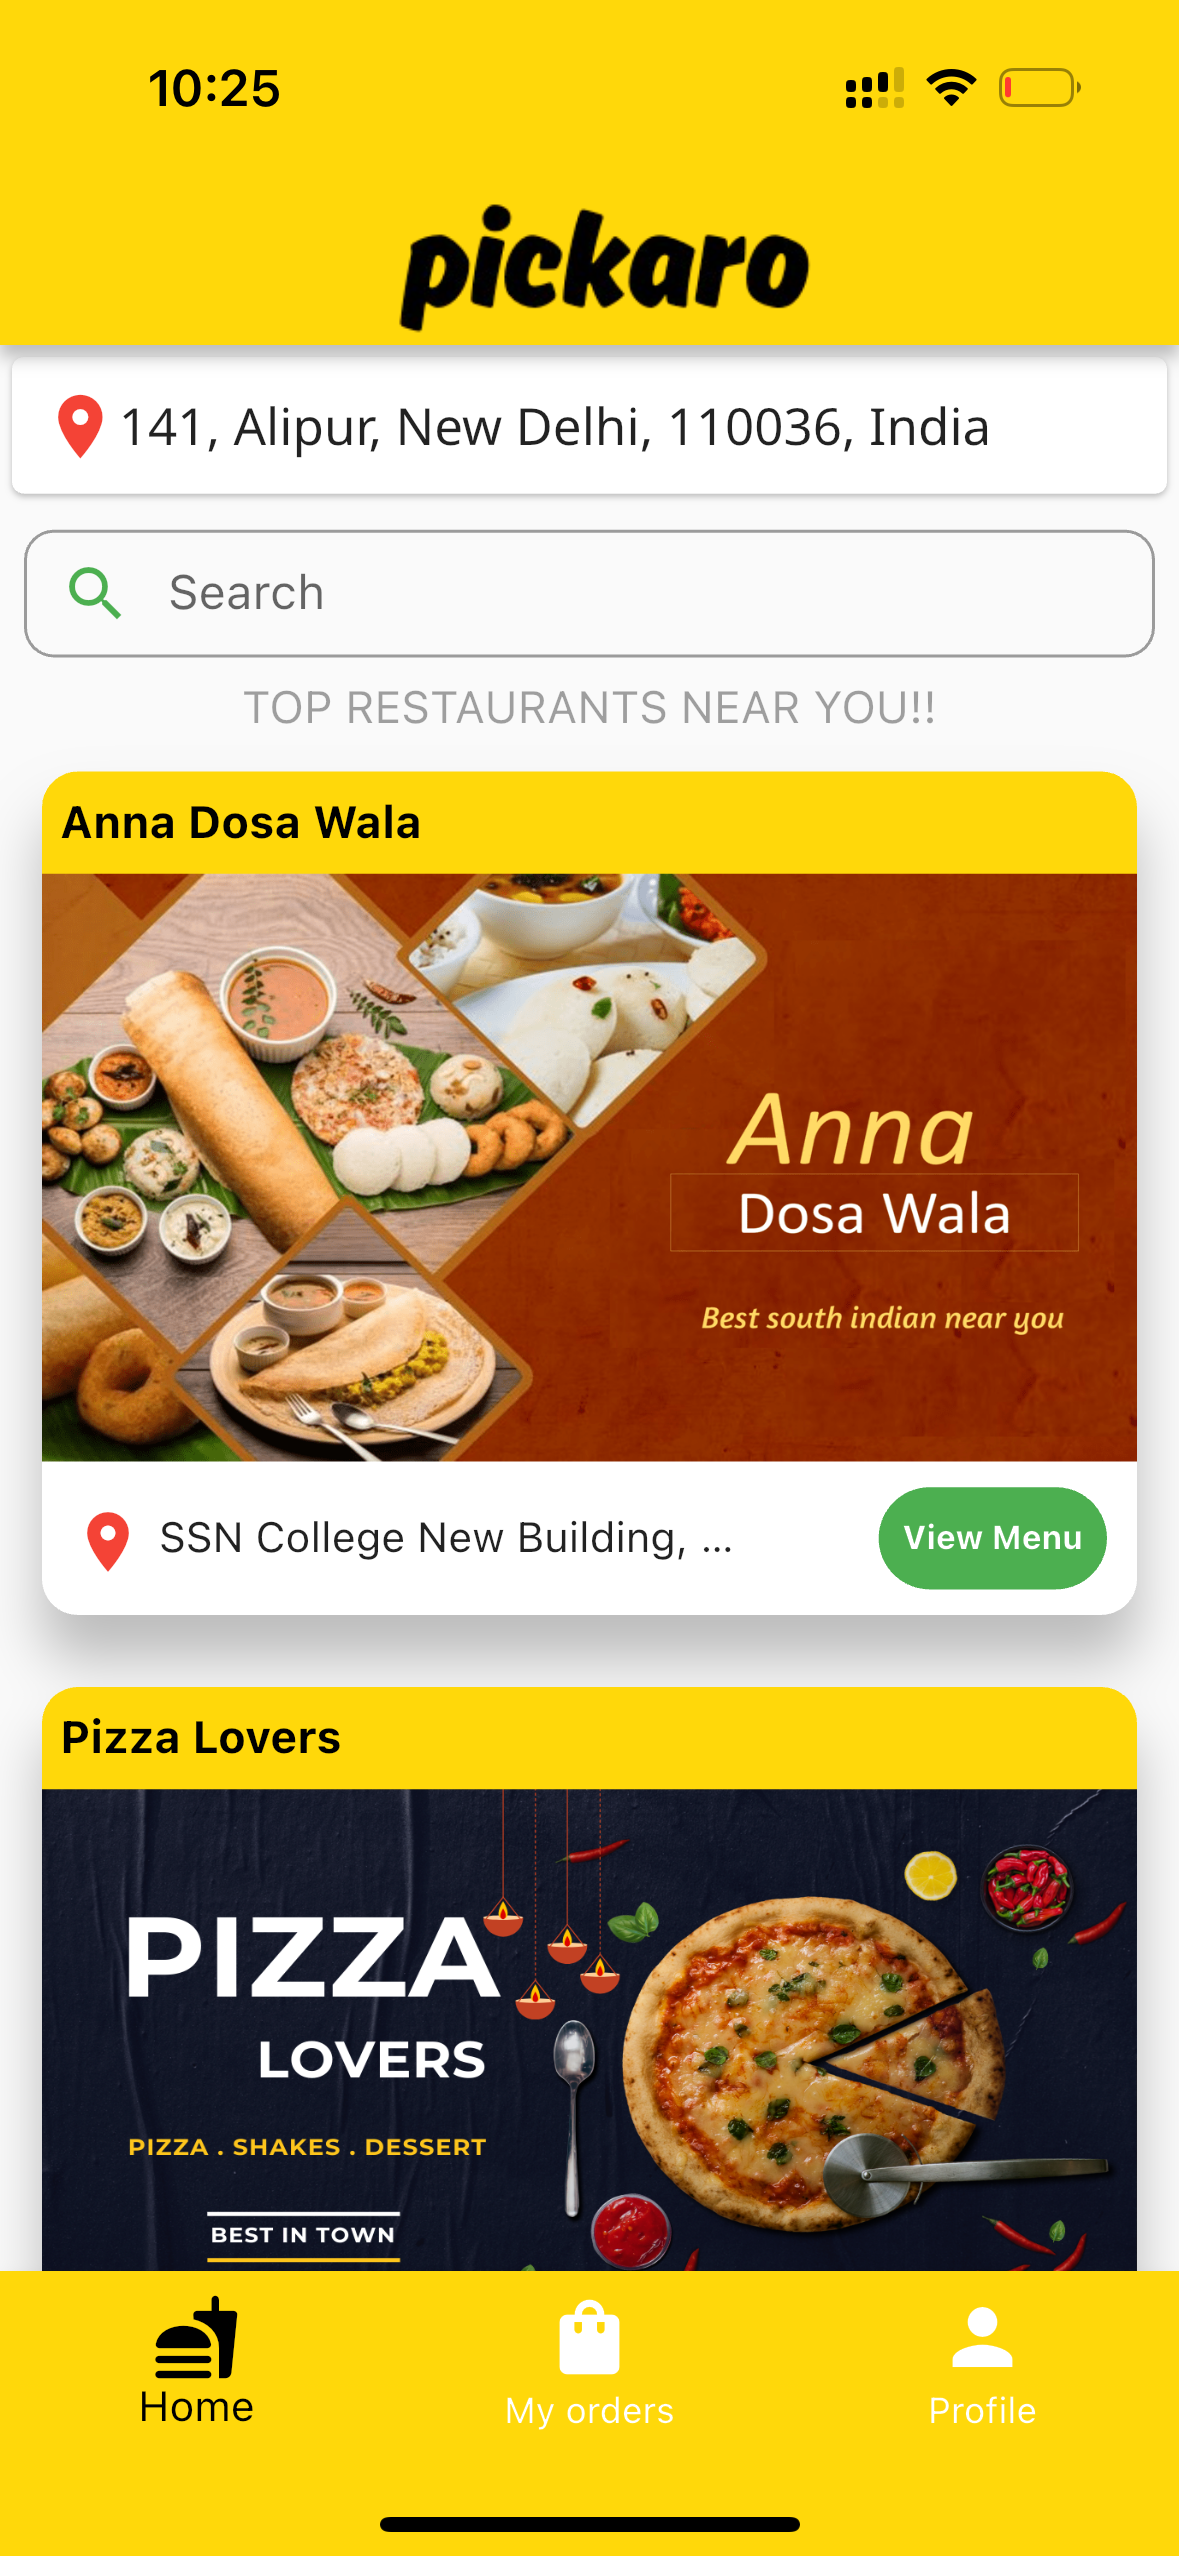 10:25
pickaro
141, Alipur, New Delhi, 110036, India
Search
TOP RESTAURANTS NEAR YOU!!
Anna Dosa Wala
Anna
Dosa Wala
Best south indian near you
SSN College New Building, ...
View Menu
Pizza Lovers
PIZZA
LOVERS
PIZZA . SHAKES . DESSERT
BEST IN TOWN
Home
My orders
Profile